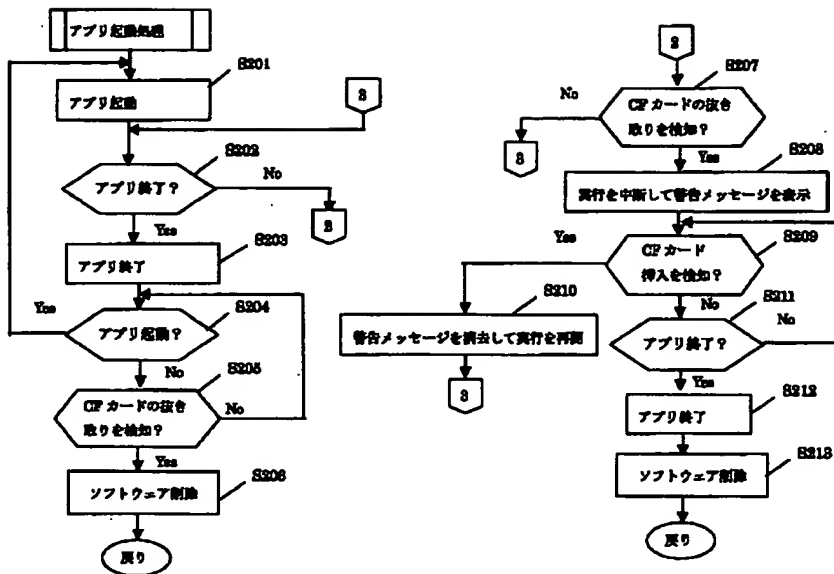 アプリ起動処理
S201
アプリ起動
3
S202
アプリ終了?
No
2
Yes
S203
アプリ終了
Yes
S204
アプリ起動?
No
S205
CFカードの抜き
取りを検知?
No
Yes
S206
ソフトウェア削除
戻り
2
S207
No
CFカードの抜き
取りを検知?
3
Yes
S208
実行を中断して警告メッセージを表示
S209
Yes
CFカード
挿入を検知?
S210
No
S211
警告メッセージを消去して実行を再開
No
アプリ終了?
3
Yes
S212
アプリ終了
S213
ソフトウェア削除
戻り